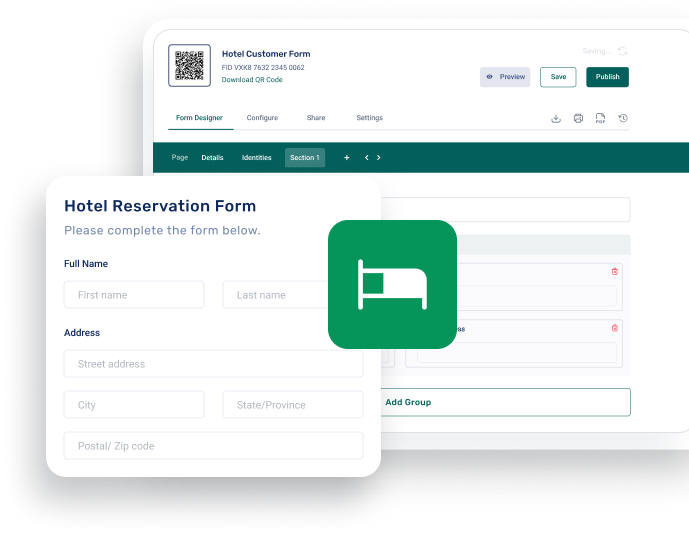 Hotel Customer Form
FID VXK8 7632 2345 0062
Download QR Code
Saving...
Preview
Save
Publish
Form Designer
Configure
Share
Settings
PDF
Page
Details
Identities
Section 1
+
< >
Hotel Reservation Form
Please complete the form below.
Full Name
First name
Last name
Address
Street address
City
State/Province
Postal/ Zip code
Add Group